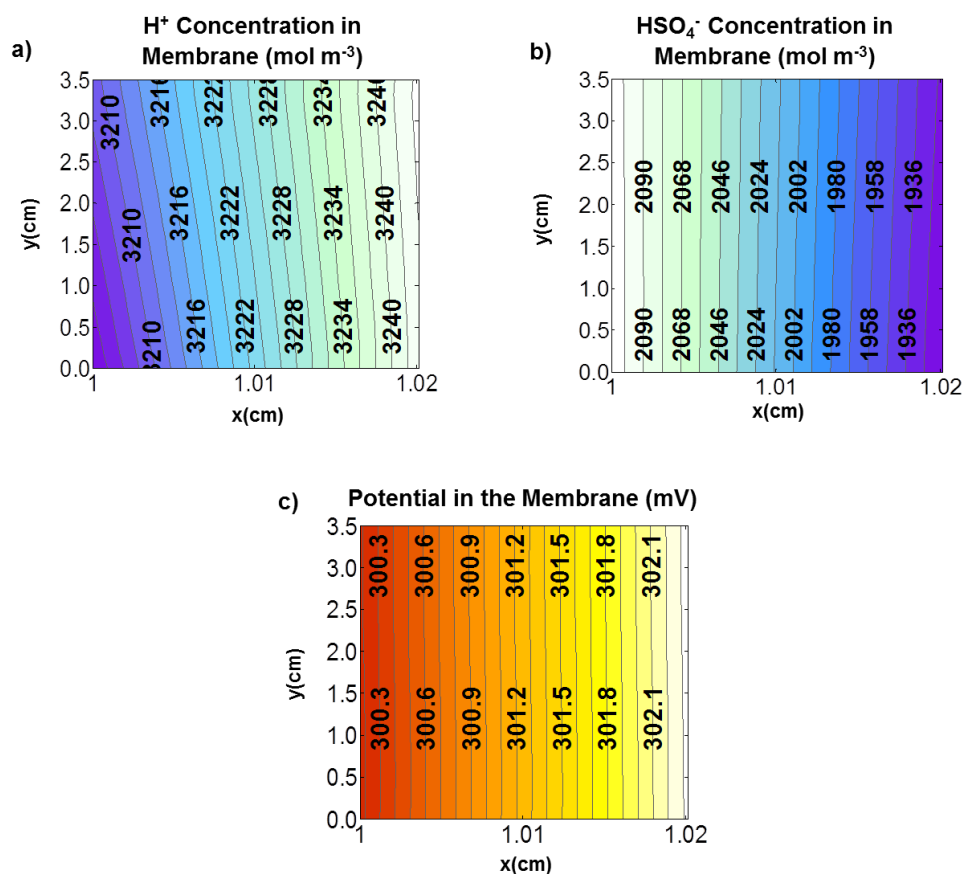 a)
H⁺ Concentration in
Membrane (mol m⁻³)
3.5
3.0
2.5
2.0
1.5
1.0
0.5
0.0
y(cm)
3210 3216 3222 3228 3234 3240
3210 3216 3222 3228 3234 3240
3210 3216 3222 3228 3234 3240
1 1.01 1.02
x(cm)
b)
HSO₄⁻ Concentration in
Membrane (mol m⁻³)
3.5
3.0
2.5
2.0
1.5
1.0
0.5
0.0
y(cm)
2090 2068 2046 2024 2002 1980 1958 1936
2090 2068 2046 2024 2002 1980 1958 1936
1 1.01 1.02
x(cm)
c)
Potential in the Membrane (mV)
3.5
3.0
2.5
2.0
1.5
1.0
0.5
0.0
y(cm)
300.3 300.6 300.9 301.2 301.5 301.8 302.1
300.3 300.6 300.9 301.2 301.5 301.8 302.1
1 1.01 1.02
x(cm)